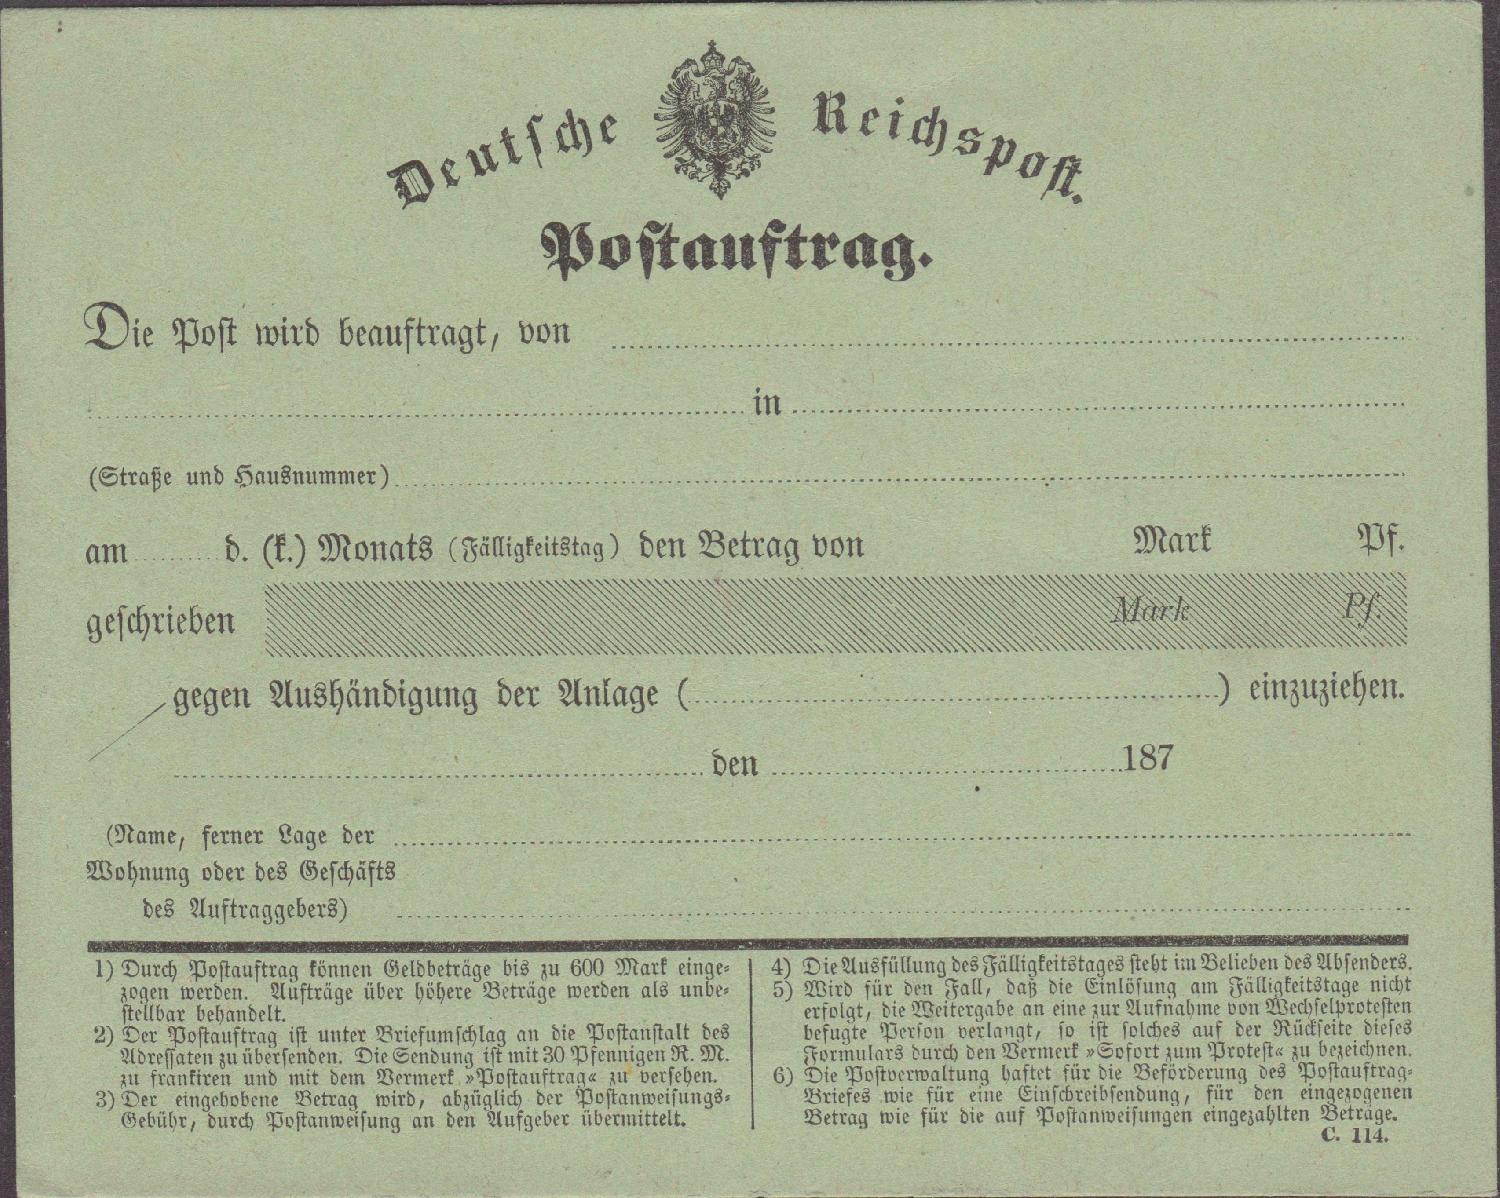 Deutsche Reichspost.
Postauftrag.
Die Post wird beauftragt, von
in
(Straße und Hausnummer)
am d. (k.) Monats (Fälligkeitstag) den Betrag von Mark Pf.
geschrieben Mark Pf.
gegen Aushändigung der Anlage ( ) einzuziehen.
den 187
(Name, ferner Lage der
Wohnung oder des Geschäfts
des Auftraggebers)
1) Durch Postauftrag können Geldbeträge bis zu 600 Mark einge-
zogen werden. Aufträge über höhere Beträge werden als unbe-
stellbar behandelt.
2) Der Postauftrag ist unter Briefumschlag an die Postanstalt des
Adressaten zu übersenden. Die Sendung ist mit 30 Pfennigen R. M.
zu frankiren und mit dem Vermerk »Postauftrag« zu versehen.
3) Der eingehobene Betrag wird, abzüglich der Postanweisungs-
Gebühr, durch Postanweisung an den Aufgeber übermittelt.
4) Die Ausfüllung des Fälligkeitstages steht im Belieben des Absenders.
5) Wird für den Fall, daß die Einlösung am Fälligkeitstage nicht
erfolgt, die Weitergabe an eine zur Aufnahme von Wechselprotesten
befugte Person verlangt, so ist solches auf der Rückseite dieses
Formulars durch den Vermerk »Sofort zum Protest« zu bezeichnen.
6) Die Postverwaltung haftet für die Beförderung des Postauftrag-
Briefes wie für eine Einschreibsendung, für den eingezogenen
Betrag wie für die auf Postanweisungen eingezahlten Beträge.
C. 114.